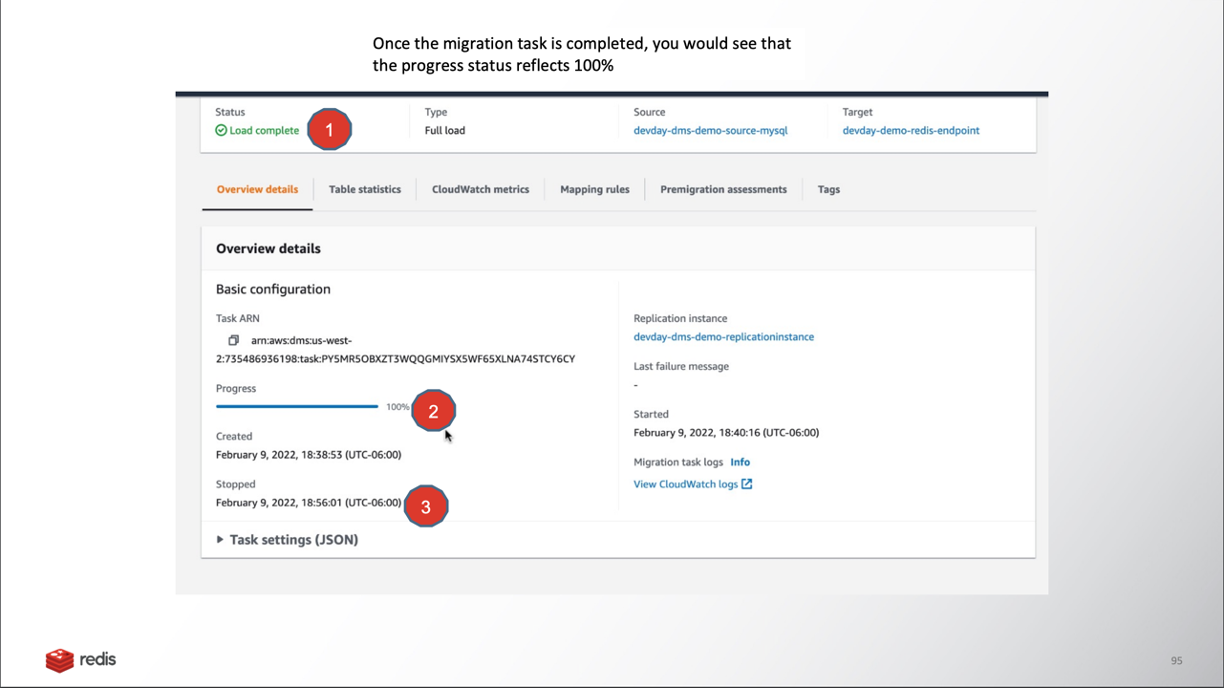 Once the migration task is completed, you would see that
the progress status reflects 100%
Status
Load complete
1
Type
Full load
Source
devday-dms-demo-source-mysql
Target
devday-demo-redis-endpoint
Overview details
Table statistics
CloudWatch metrics
Mapping rules
Premigration assessments
Tags
Overview details
Basic configuration
Task ARN
arn:aws:dms:us-west-
2:735486936198:task:PY5MR5OBXZT3WQQGMIYSX5WF65XLNA74STCY6CY
Progress
100%
2
Created
February 9, 2022, 18:38:53 (UTC-06:00)
Stopped
February 9, 2022, 18:56:01 (UTC-06:00)
3
Replication instance
devday-dms-demo-replicationinstance
Last failure message
-
Started
February 9, 2022, 18:40:16 (UTC-06:00)
Migration task logs Info
View CloudWatch logs
Task settings (JSON)
redis
95